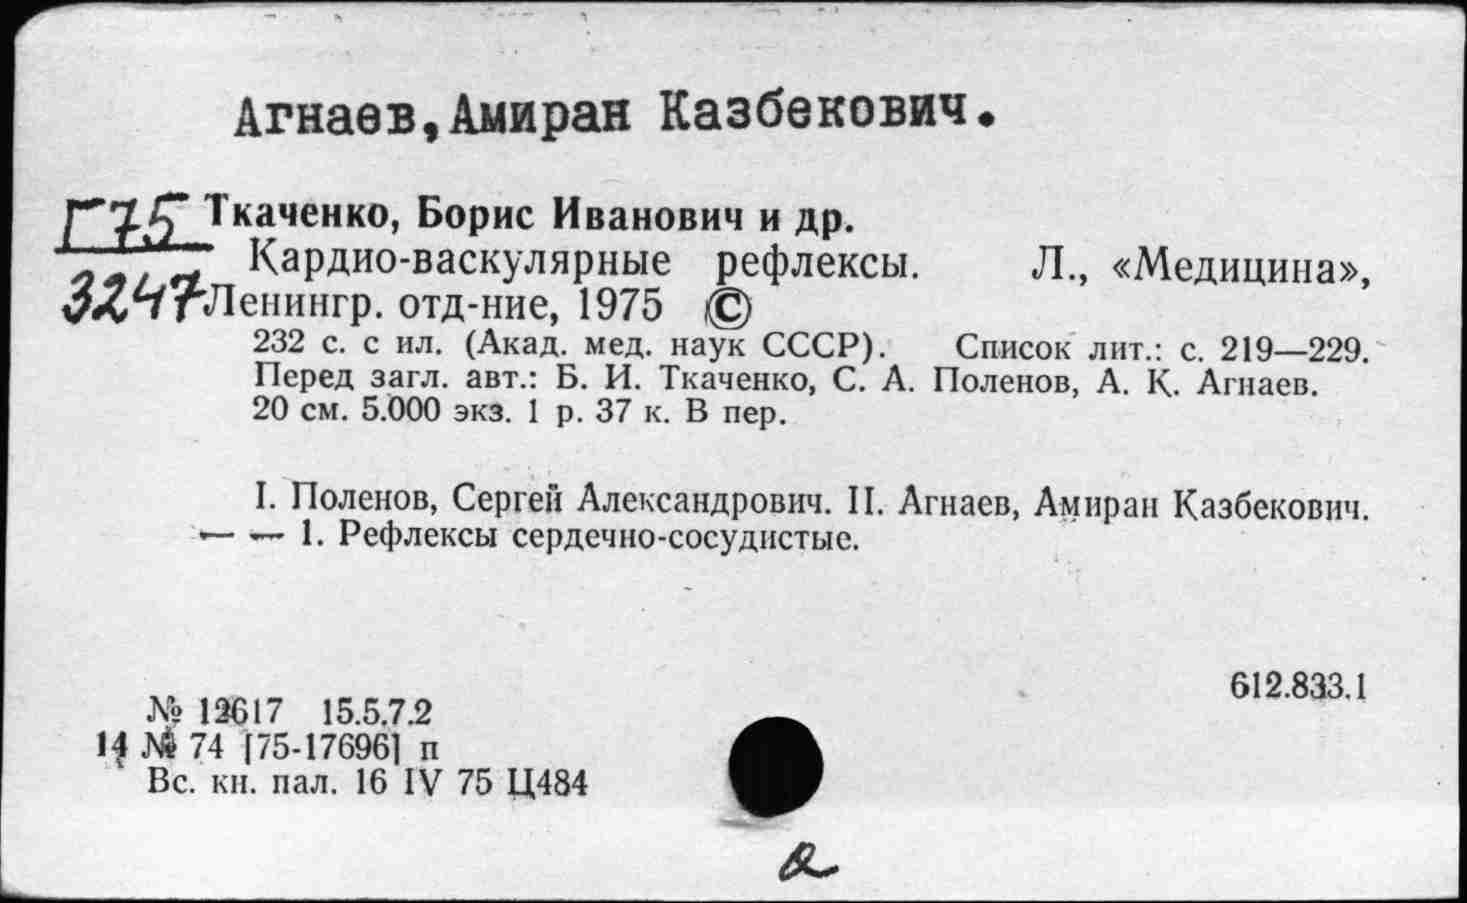 Агнаев,Амиран Казбекович.
Г75 Ткаченко, Борис Иванович и др.
Кардио-васкулярные рефлексы. Л., «Медицина»,
3247 Ленингр. отд-ние, 1975 ©
232 с. с ил. (Акад. мед. наук СССР). Список лит.: с. 219—229.
Перед загл. авт.: Б. И. Ткаченко, С. А. Поленов, А. К. Агнаев.
20 см. 5.000 экз. 1 р. 37 к. В пер.
I. Поленов, Сергей Александрович. II. Агнаев, Амиран Казбекович.
— — 1. Рефлексы сердечно-сосудистые.
612.833.1
№ 12617 15.5.7.2
14 № 74 [75-17696] п
Вс. кн. пал. 16 IV 75 Ц484
а